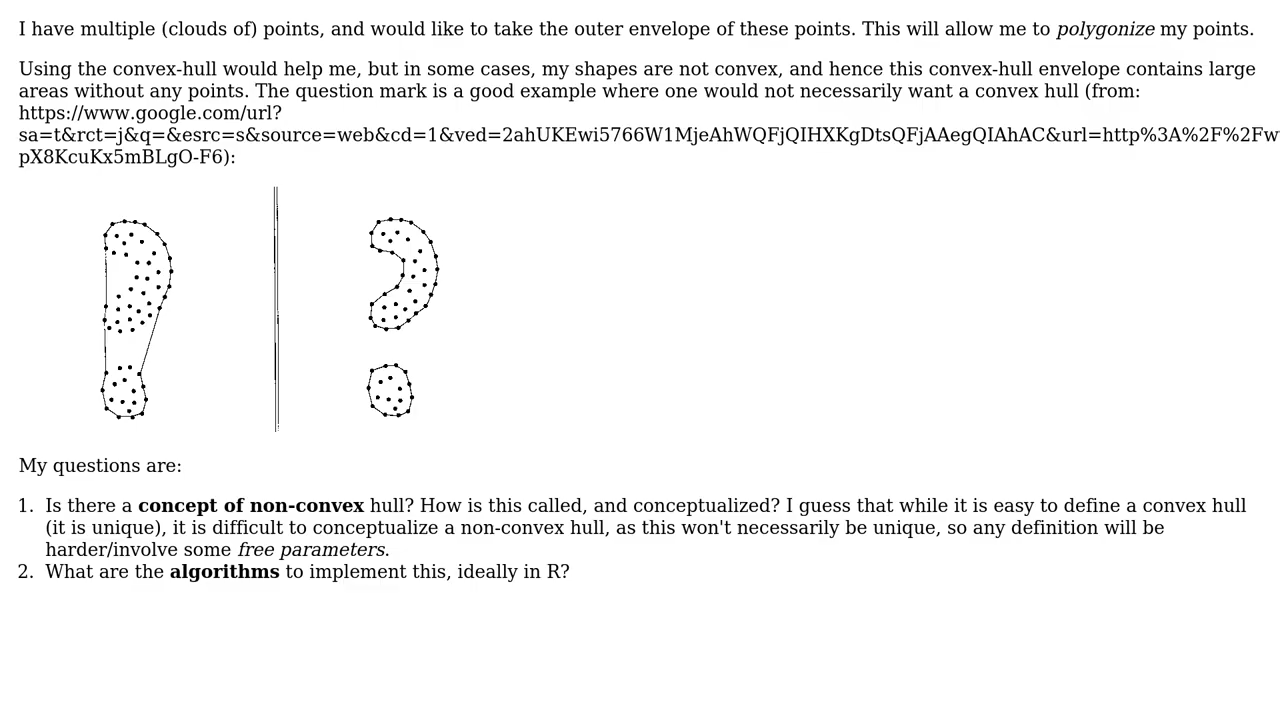 I have multiple (clouds of) points, and would like to take the outer envelope of these points. This will allow me to polygonize my points.
Using the convex-hull would help me, but in some cases, my shapes are not convex, and hence this convex-hull envelope contains large
areas without any points. The question mark is a good example where one would not necessarily want a convex hull (from:
https://www.google.com/url?
sa=t&rct=j&q=&esrc=s&source=web&cd=1&ved=2ahUKEwi5766W1MjeAhWQFjQIHXKgDtsQFjAAegQIAhAC&url=http%3A%2F%2Fw
pX8KcuKx5mBLgO-F6):
My questions are:
1. Is there a concept of non-convex hull? How is this called, and conceptualized? I guess that while it is easy to define a convex hull
(it is unique), it is difficult to conceptualize a non-convex hull, as this won't necessarily be unique, so any definition will be
harder/involve some free parameters.
2. What are the algorithms to implement this, ideally in R?